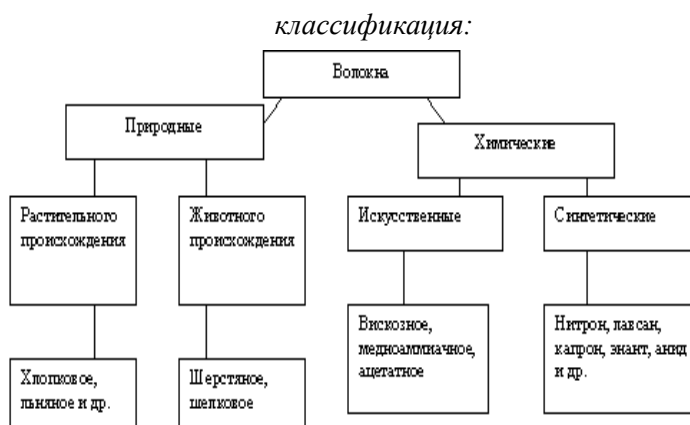 классификация:
Волокна
Природные
Химические
Растительного
происхождения
Животного
происхождения
Искусственные
Синтетические
Вискозное,
медноаммиачное,
ацетатное
Нитрон, лавсан,
капрон, энант, анид
и др.
Хлопковое,
льняное и др.
Шерстяное,
шелковое